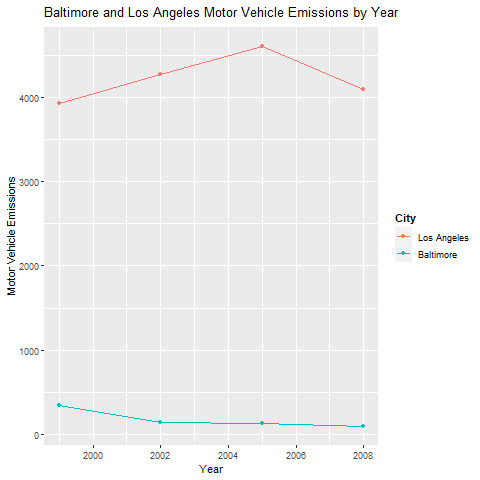 Baltimore and Los Angeles Motor Vehicle Emissions by Year
Motor Vehicle Emissions
4000
3000
2000
1000
0
2000 2002 2004 2006 2008
Year
City
Los Angeles
Baltimore